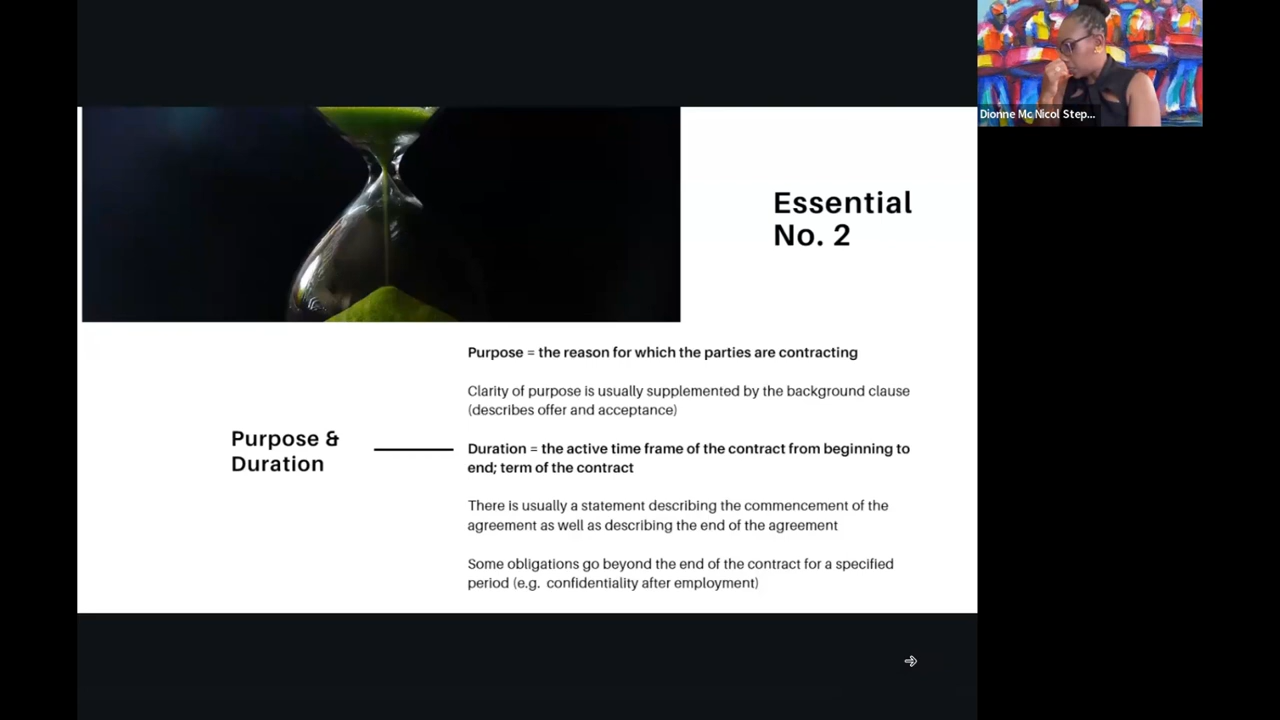 Dionne Mc Nicol Step...
Essential
No. 2
Purpose = the reason for which the parties are contracting
Clarity of purpose is usually supplemented by the background clause
(describes offer and acceptance)
Purpose &
Duration
Duration = the active time frame of the contract from beginning to
end; term of the contract
There is usually a statement describing the commencement of the
agreement as well as describing the end of the agreement
Some obligations go beyond the end of the contract for a specified
period (e.g. confidentiality after employment)